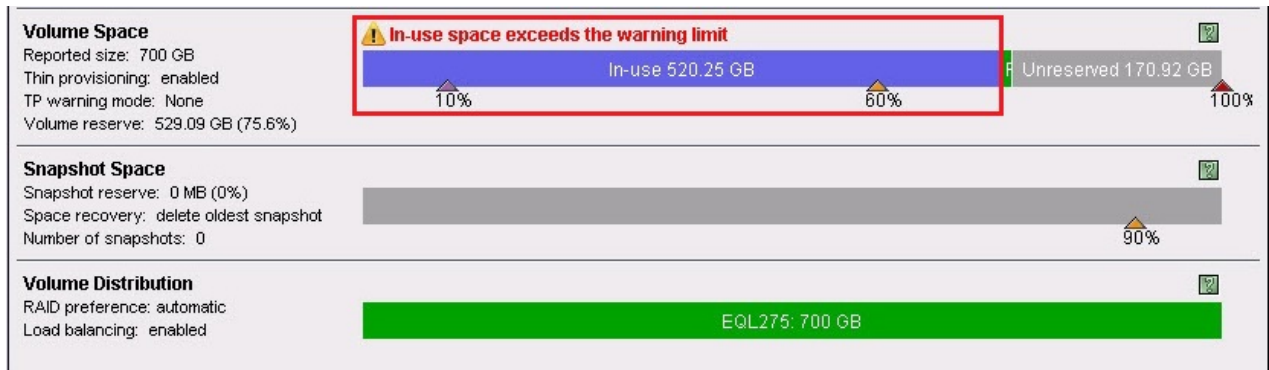 Volume Space
Reported size: 700 GB
Thin provisioning: enabled
TP warning mode: None
Volume reserve: 529.09 GB (75.6%)
In-use space exceeds the warning limit
In-use 520.25 GB
F
Unreserved 170.92 GB
10%
60%
100%
Snapshot Space
Snapshot reserve: 0 MB (0%)
Space recovery: delete oldest snapshot
Number of snapshots: 0
90%
Volume Distribution
RAID preference: automatic
Load balancing: enabled
EQL275: 700 GB